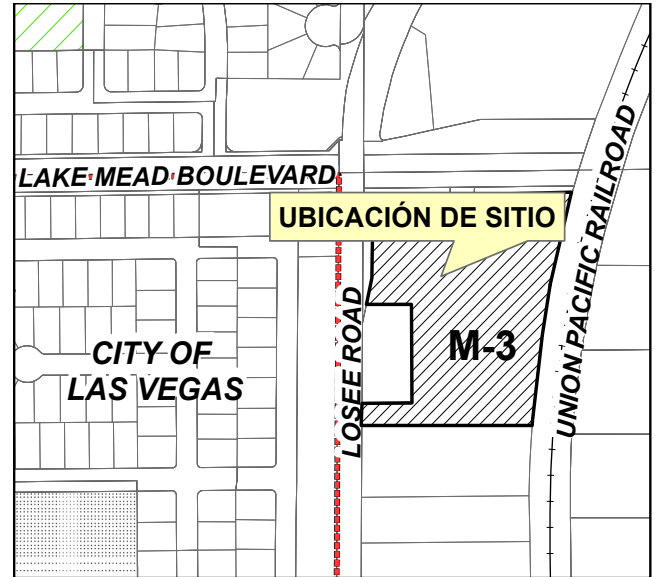 LAKE MEAD BOULEVARD
UBICACIÓN DE SITIO
UNION PACIFIC RAILROAD
LOSEE ROAD
M-3
CITY OF
LAS VEGAS